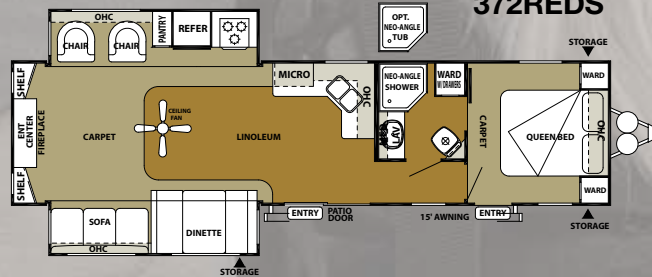 372REDS
OPT.
NEO-ANGLE
TUB
STORAGE
OHC
CHAIR
CHAIR
PANTRY
REFER
MICRO
OHC
NEO-ANGLE
SHOWER
WARD
W/ DRAWERS
WARD
SHELF
ENT
CENTER
FIREPLACE
SHELF
CARPET
CEILING
FAN
LINOLEUM
LAV
CARPET
QUEEN BED
OHC
WARD
SOFA
OHC
DINETTE
ENTRY
PATIO
DOOR
15' AWNING
ENTRY
STORAGE
STORAGE